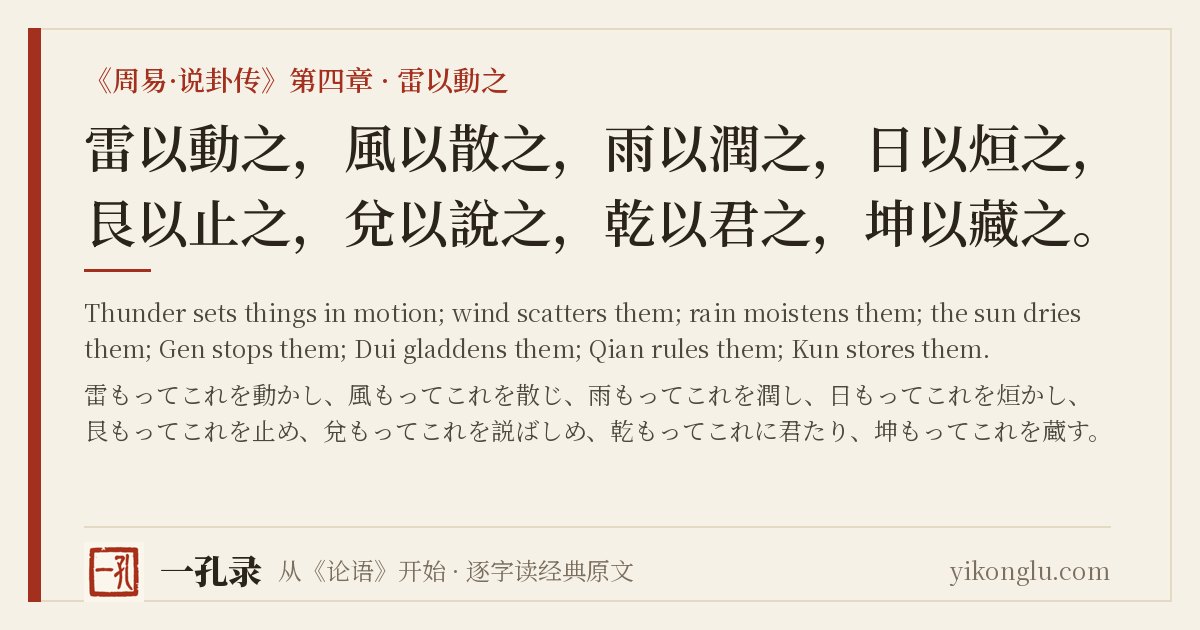 《周易·说卦传》第四章 · 雷以動之
雷以動之，風以散之，雨以潤之，日以烜之，
艮以止之，兌以說之，乾以君之，坤以藏之。
Thunder sets things in motion; wind scatters them; rain moistens them; the sun dries
them; Gen stops them; Dui gladdens them; Qian rules them; Kun stores them.
雷もってこれを動かし、風もってこれを散じ、雨もってこれを潤し、日もってこれを烜かし、
艮もってこれを止め、兌もってこれを説ばしめ、乾もってこれに君たり、坤もってこれを蔵す。
一孔
一孔录 从《论语》开始 · 逐字读经典原文 yikonglu.com